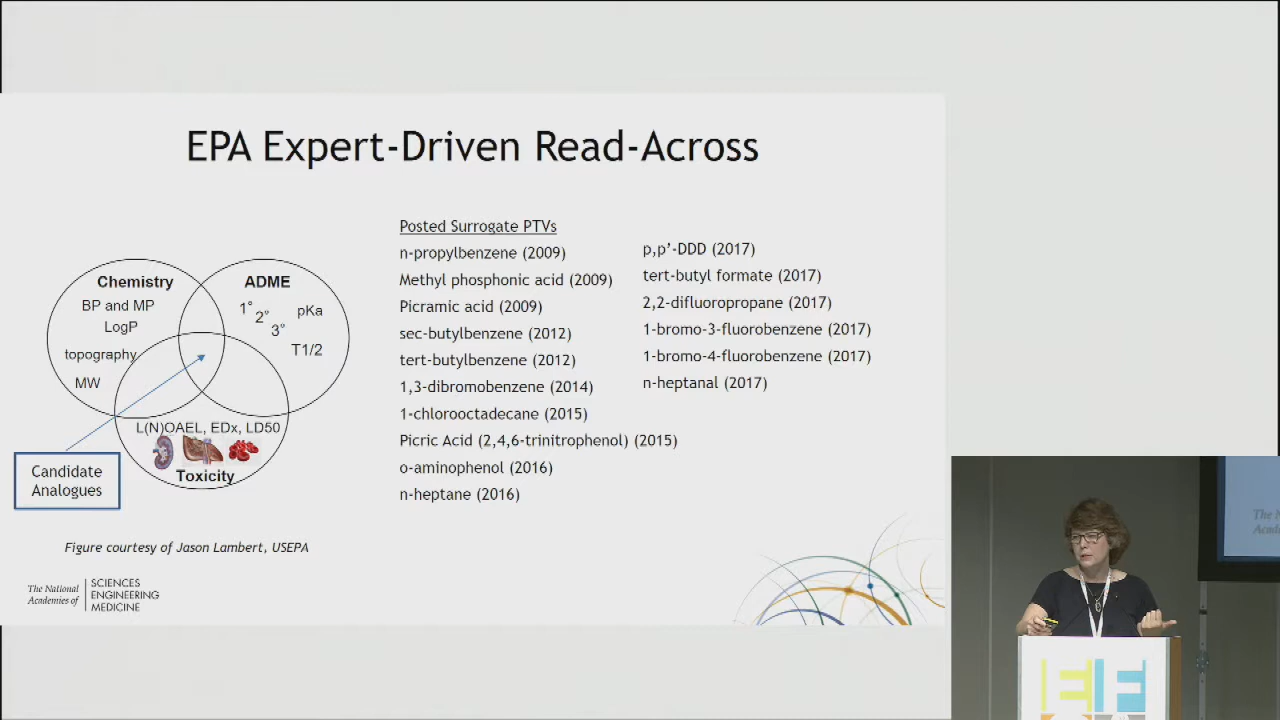 EPA Expert-Driven Read-Across
Chemistry
BP and MP
LogP
topography
MW
ADME
1°
2°
3°
pKa
T1/2
L(N)OAEL, EDx, LD50
Toxicity
Candidate
Analogues
Figure courtesy of Jason Lambert, USEPA
Posted Surrogate PTVs
n-propylbenzene (2009)
Methyl phosphonic acid (2009)
Picramic acid (2009)
sec-butylbenzene (2012)
tert-butylbenzene (2012)
1,3-dibromobenzene (2014)
1-chlorooctadecane (2015)
Picric Acid (2,4,6-trinitrophenol) (2015)
o-aminophenol (2016)
n-heptane (2016)
p,p’-DDD (2017)
tert-butyl formate (2017)
2,2-difluoropropane (2017)
1-bromo-3-fluorobenzene (2017)
1-bromo-4-fluorobenzene (2017)
n-heptanal (2017)
The National
Academies of
SCIENCES
ENGINEERING
MEDICINE
The N
Acad